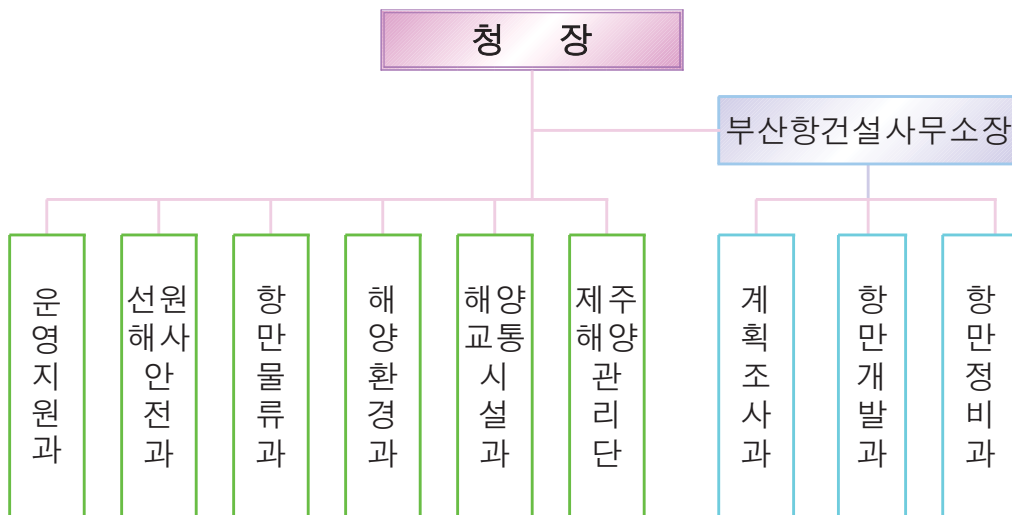 청 장
부산항건설사무소장
운영지원과
선원해사안전과
항만물류과
해양환경과
해양교통시설과
제주해양관리단
계획조사과
항만개발과
항만정비과